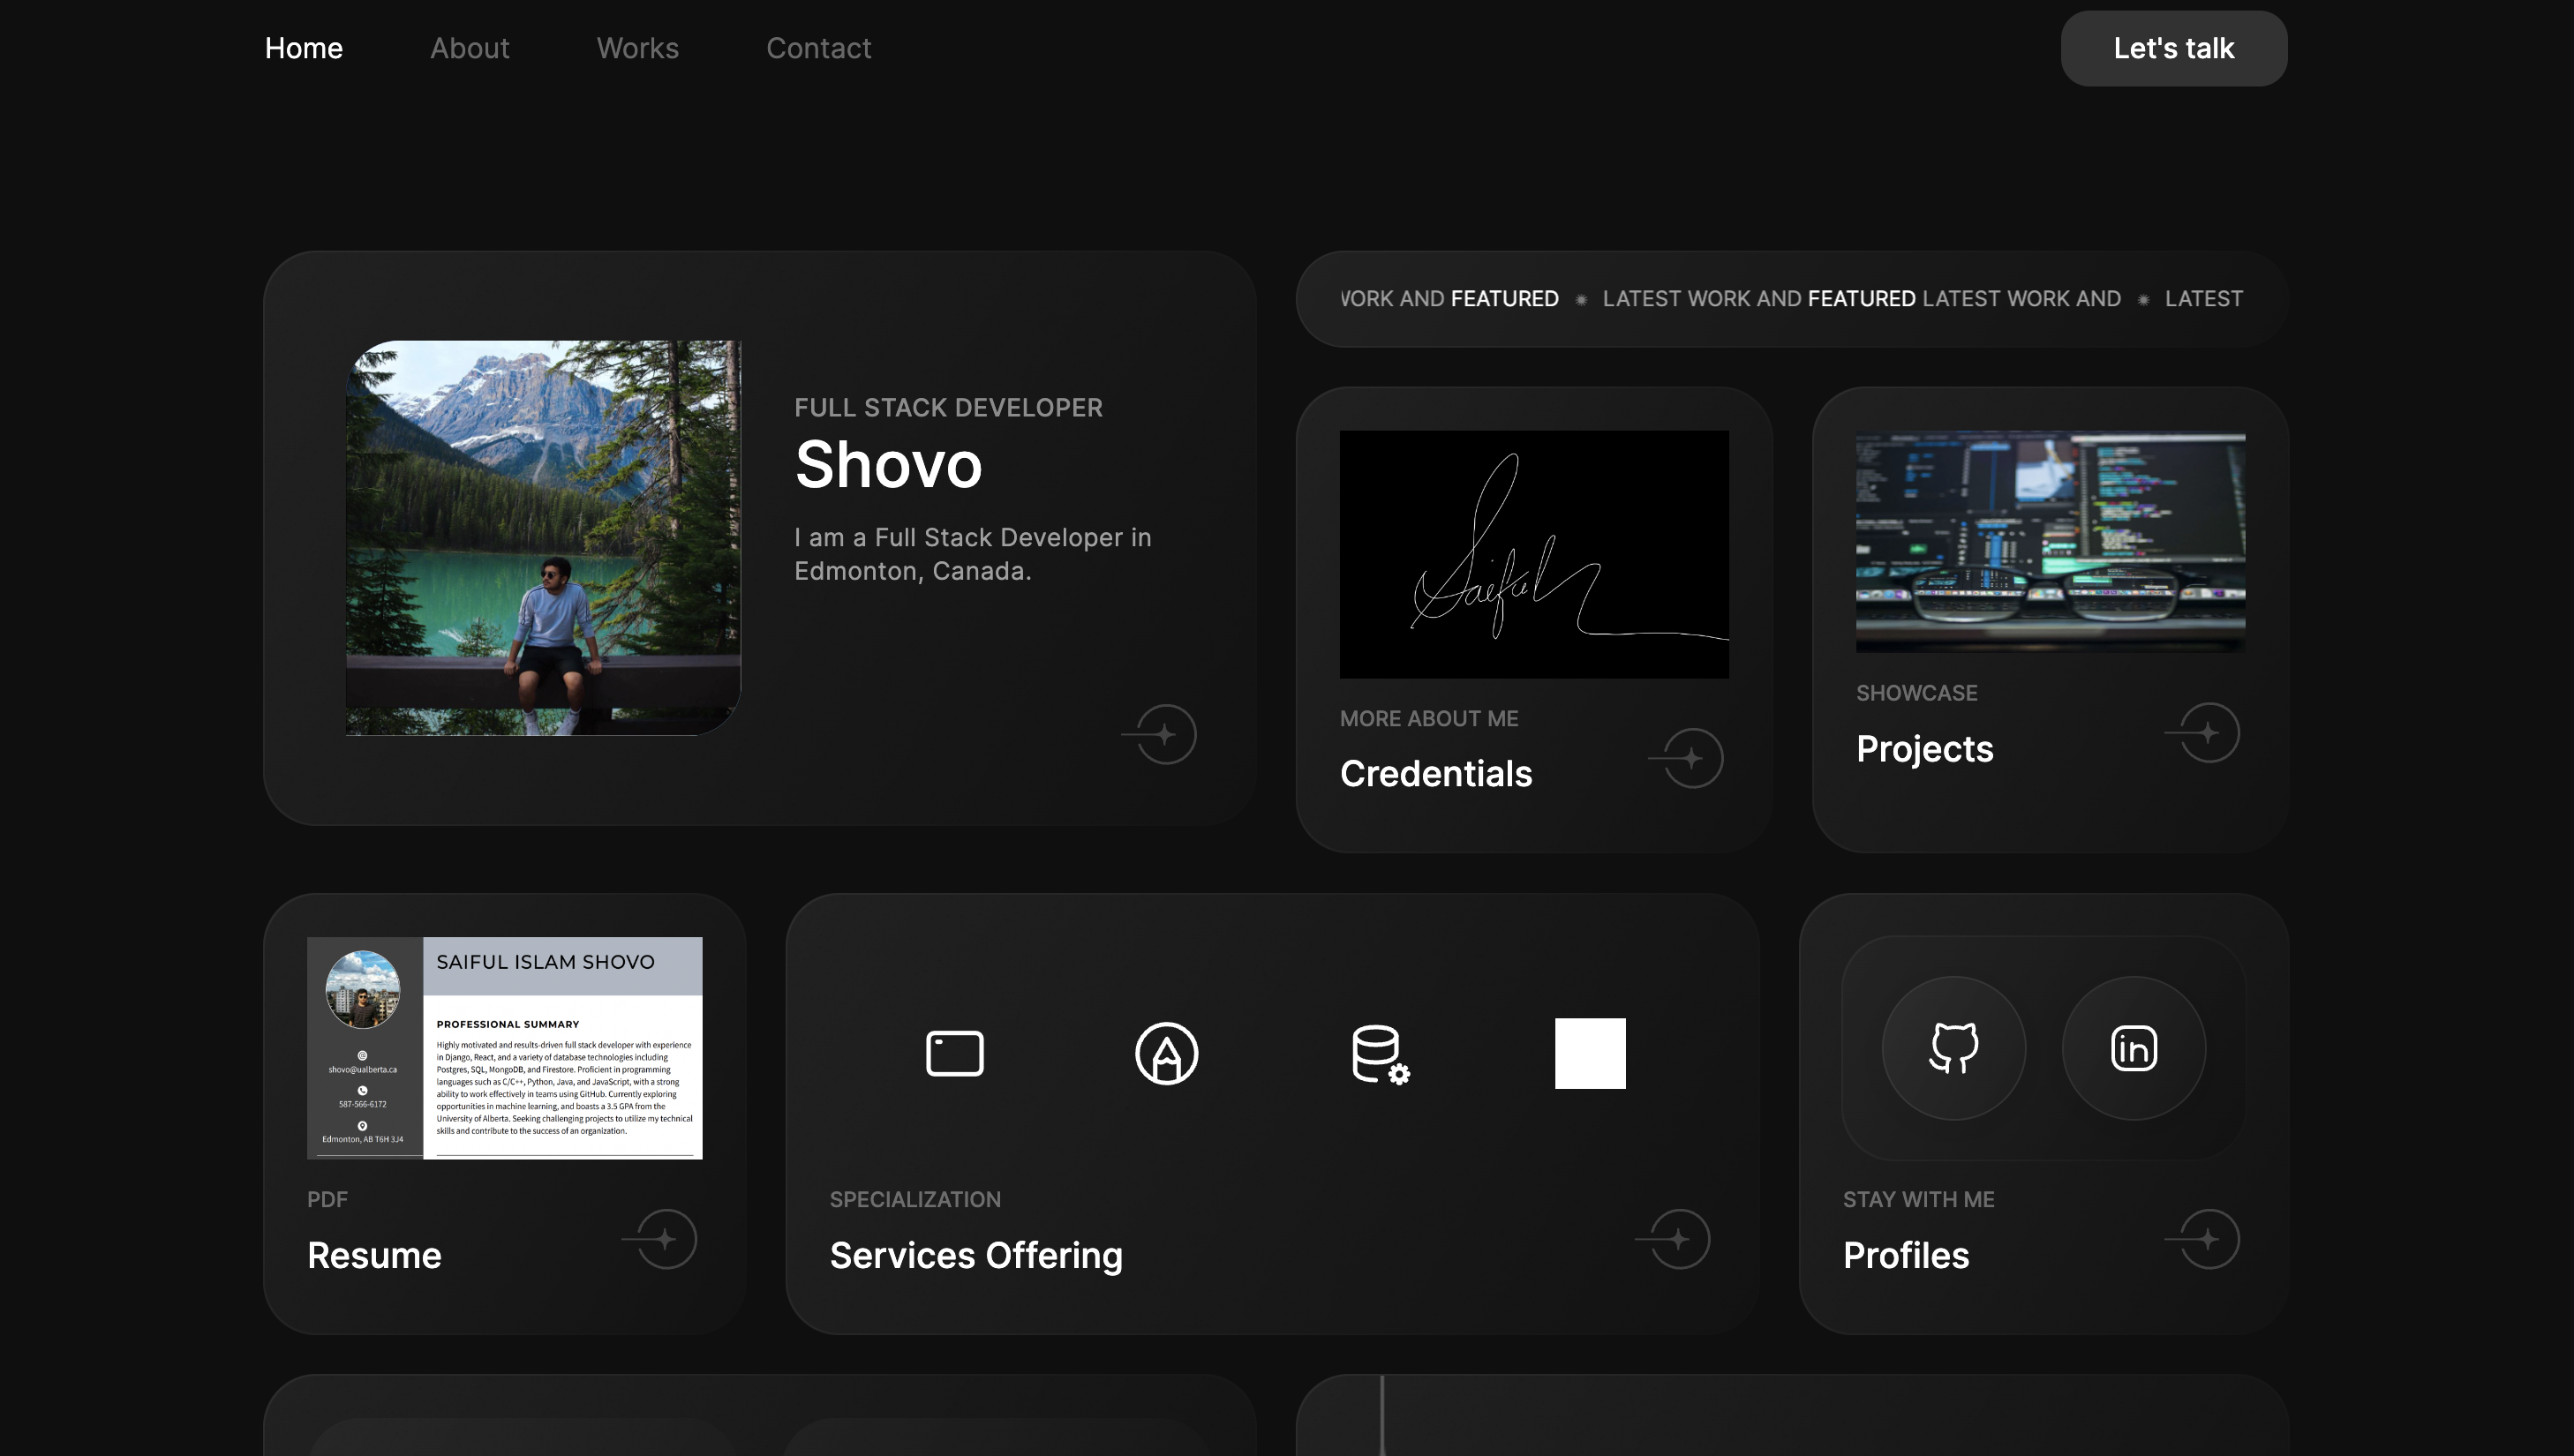 Home
About
Works
Contact
Let's talk
FULL STACK DEVELOPER
Shovo
I am a Full Stack Developer in
Edmonton, Canada.
WORK AND FEATURED ✹ LATEST WORK AND FEATURED LATEST WORK AND ✹ LATEST
Saiful
MORE ABOUT ME
Credentials
SHOWCASE
Projects
SAIFUL ISLAM SHOVO
shovo@ualberta.ca
587-566-6172
Edmonton, AB T6H 3J4
PROFESSIONAL SUMMARY
Highly motivated and results-driven full stack developer with experience
in Django, React, and a variety of database technologies including
Postgres, SQL, MongoDB, and Firestore. Proficient in programming
languages such as C/C++, Python, Java, and JavaScript, with a strong
ability to work effectively in teams using GitHub. Currently exploring
opportunities in machine learning, and boasts a 3.5 GPA from the
University of Alberta. Seeking challenging projects to utilize my technical
skills and contribute to the success of an organization.
PDF
Resume
SPECIALIZATION
Services Offering
in
STAY WITH ME
Profiles